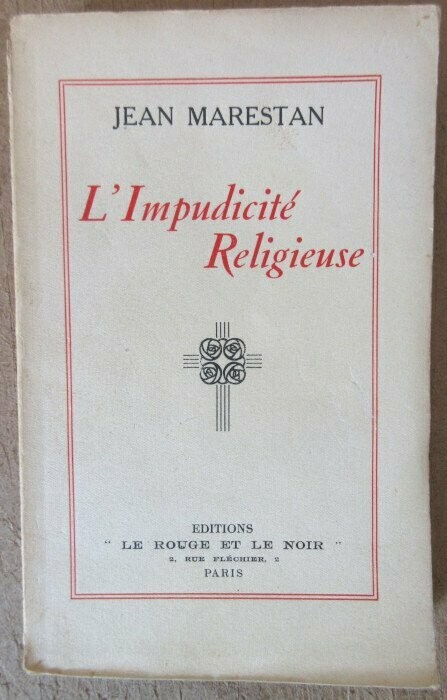 JEAN MARESTAN
L'Impudicité
Religieuse
EDITIONS
" LE ROUGE ET LE NOIR "
2, RUE FLÉCHIER, 2
PARIS